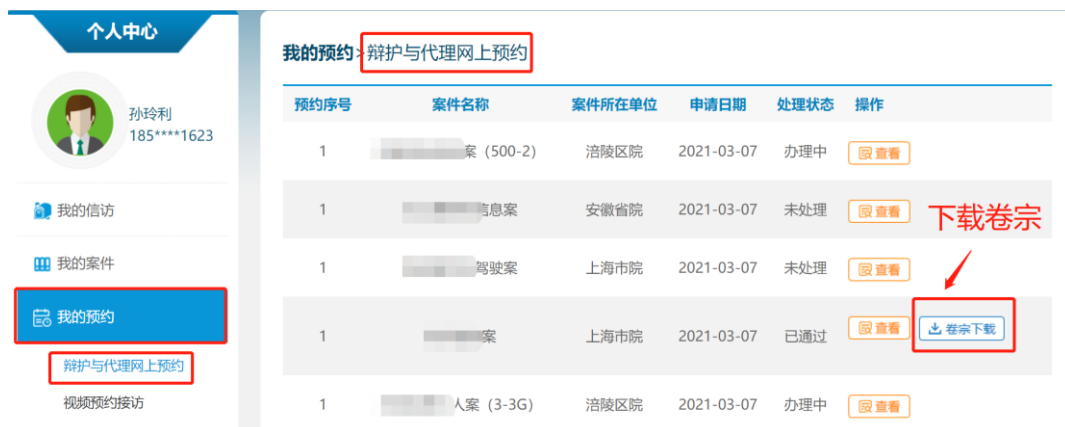 个人中心
孙玲利
185****1623
我的信访
我的案件
我的预约
辩护与代理网上预约
视频预约接访
我的预约>辩护与代理网上预约
预约序号 案件名称 案件所在单位 申请日期 处理状态 操作
1 案（500-2） 涪陵区院 2021-03-07 办理中 查看
1 信息案 安徽省院 2021-03-07 未处理 查看
下载卷宗
1 驾驶案 上海市院 2021-03-07 未处理 查看
1 案 上海市院 2021-03-07 已通过 查看 卷宗下载
1 人案（3-3G） 涪陵区院 2021-03-07 办理中 查看